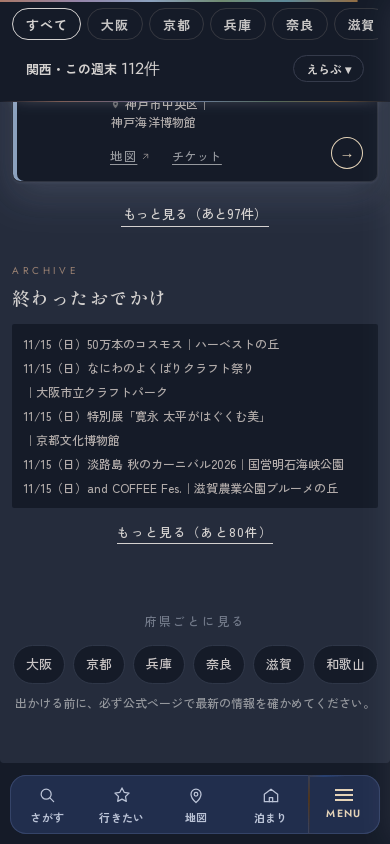 すべて 大阪 京都 兵庫 奈良 滋賀
関西・この週末 112件 えらぶ ▾
神戸市中央区｜
神戸海洋博物館
地図 ↗ チケット →
もっと見る（あと97件）
ARCHIVE
終わったおでかけ
11/15（日）50万本のコスモス｜ハーベストの丘
11/15（日）なにわのよくばりクラフト祭り
｜大阪市立クラフトパーク
11/15（日）特別展「寛永 太平がはぐくむ美」
｜京都文化博物館
11/15（日）淡路島 秋のカーニバル2026｜国営明石海峡公園
11/15（日）and COFFEE Fes.｜滋賀農業公園ブルーメの丘
もっと見る（あと80件）
府県ごとに見る
大阪 京都 兵庫 奈良 滋賀 和歌山
出かける前に、必ず公式ページで最新の情報を確かめてください。
さがす 行きたい 地図 泊まり MENU